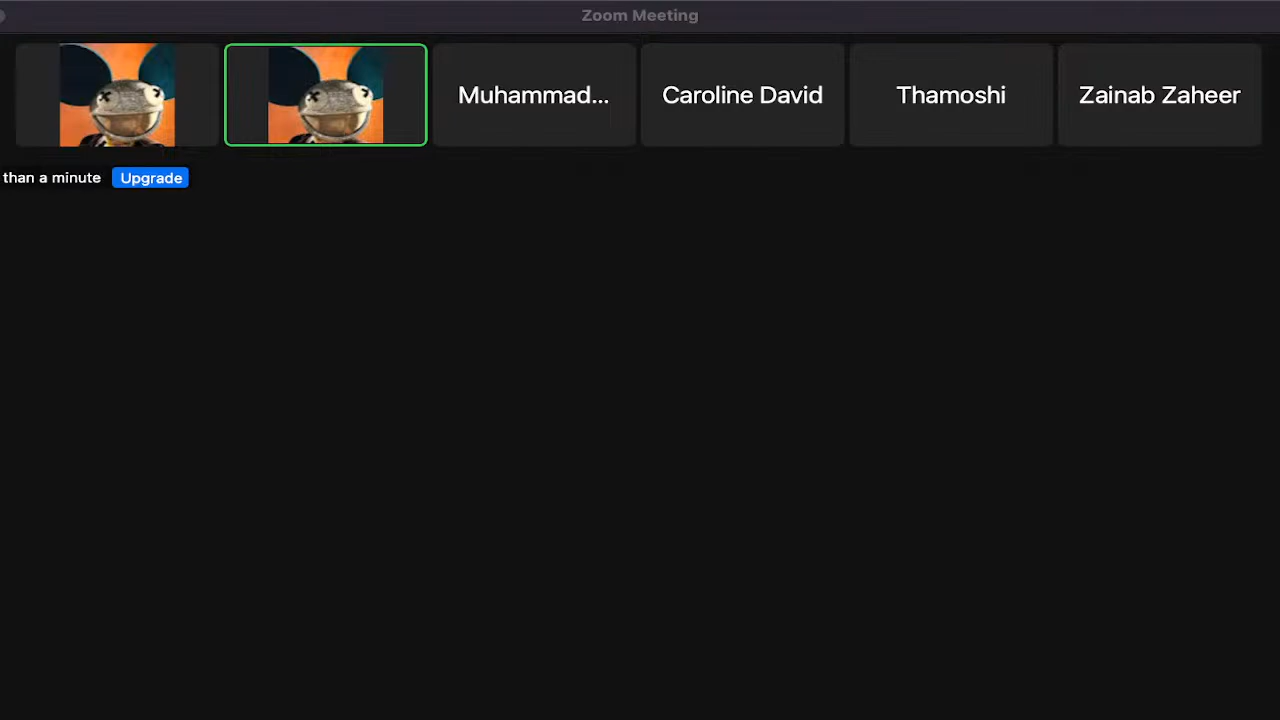 Zoom Meeting
Muhammad...
Caroline David
Thamoshi
Zainab Zaheer
than a minute
Upgrade